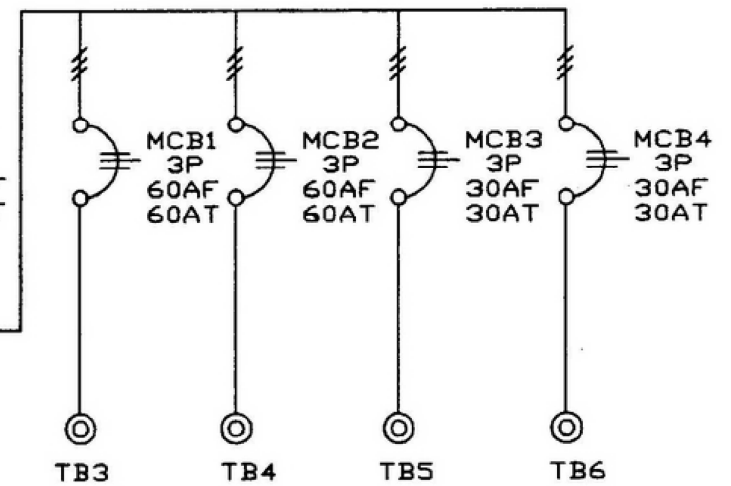 MCB1
3P
60AF
60AT
MCB2
3P
60AF
60AT
MCB3
3P
30AF
30AT
MCB4
3P
30AF
30AT
TB3
TB4
TB5
TB6